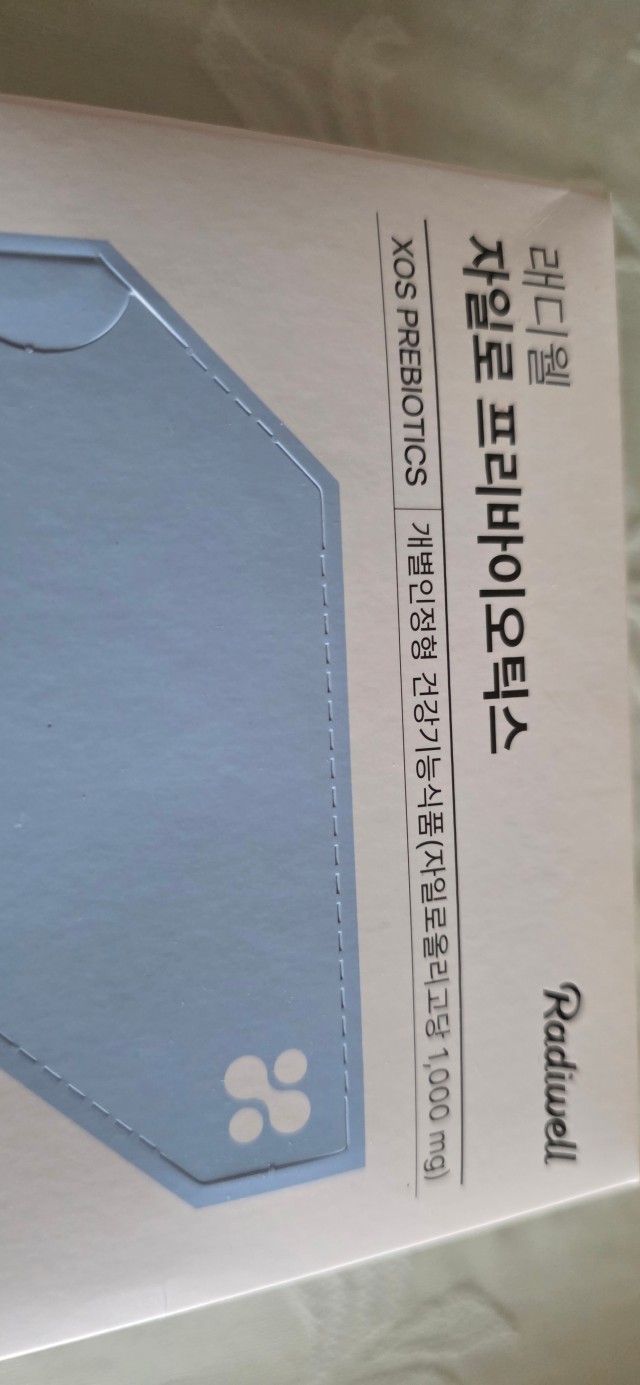 래디웰
자일로 프리바이오틱스
Radiwell
XOS PREBIOTICS | 개별인정형 건강기능식품(자일로올리고당 1,000 mg)